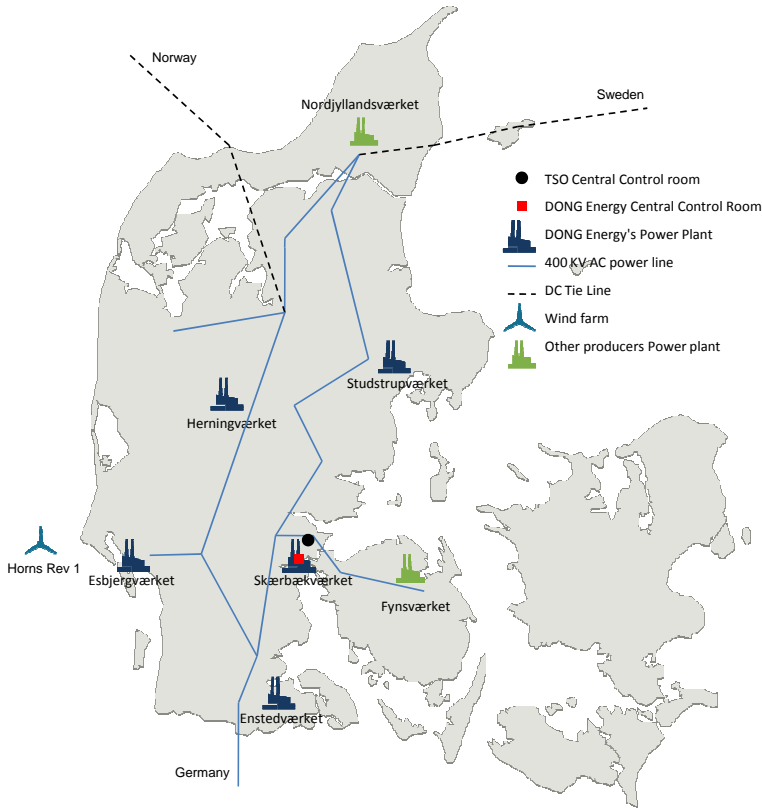 Norway
Nordjyllandsværket
Sweden
TSO Central Control room
DONG Energy Central Control Room
DONG Energy's Power Plant
400 KV AC power line
DC Tie Line
Wind farm
Other producers Power plant
Studstrupværket
Herningværket
Horns Rev 1
Esbjergværket
Skærbækværket
Fynsværket
Enstedværket
Germany